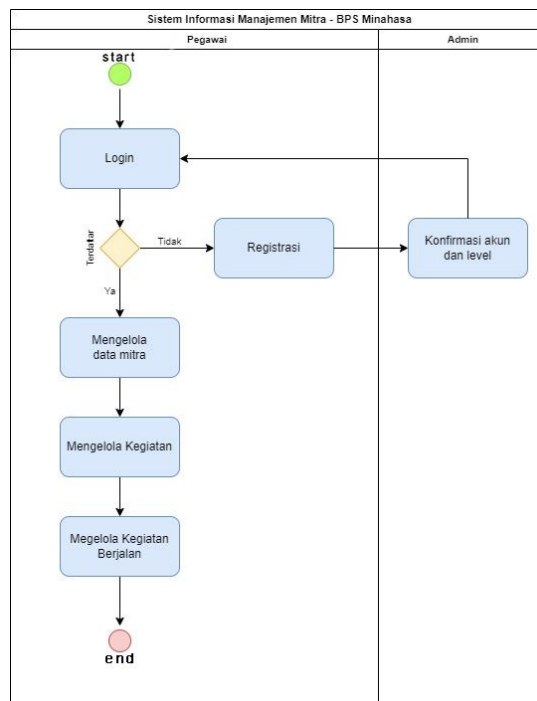 Sistem Informasi Manajemen Mitra - BPS Minahasa
Pegawai
Admin
start
Login
Terdaftar
Tidak
Registrasi
Konfirmasi akun
dan level
Ya
Mengelola
data mitra
Mengelola Kegiatan
Megelola Kegiatan
Berjalan
end